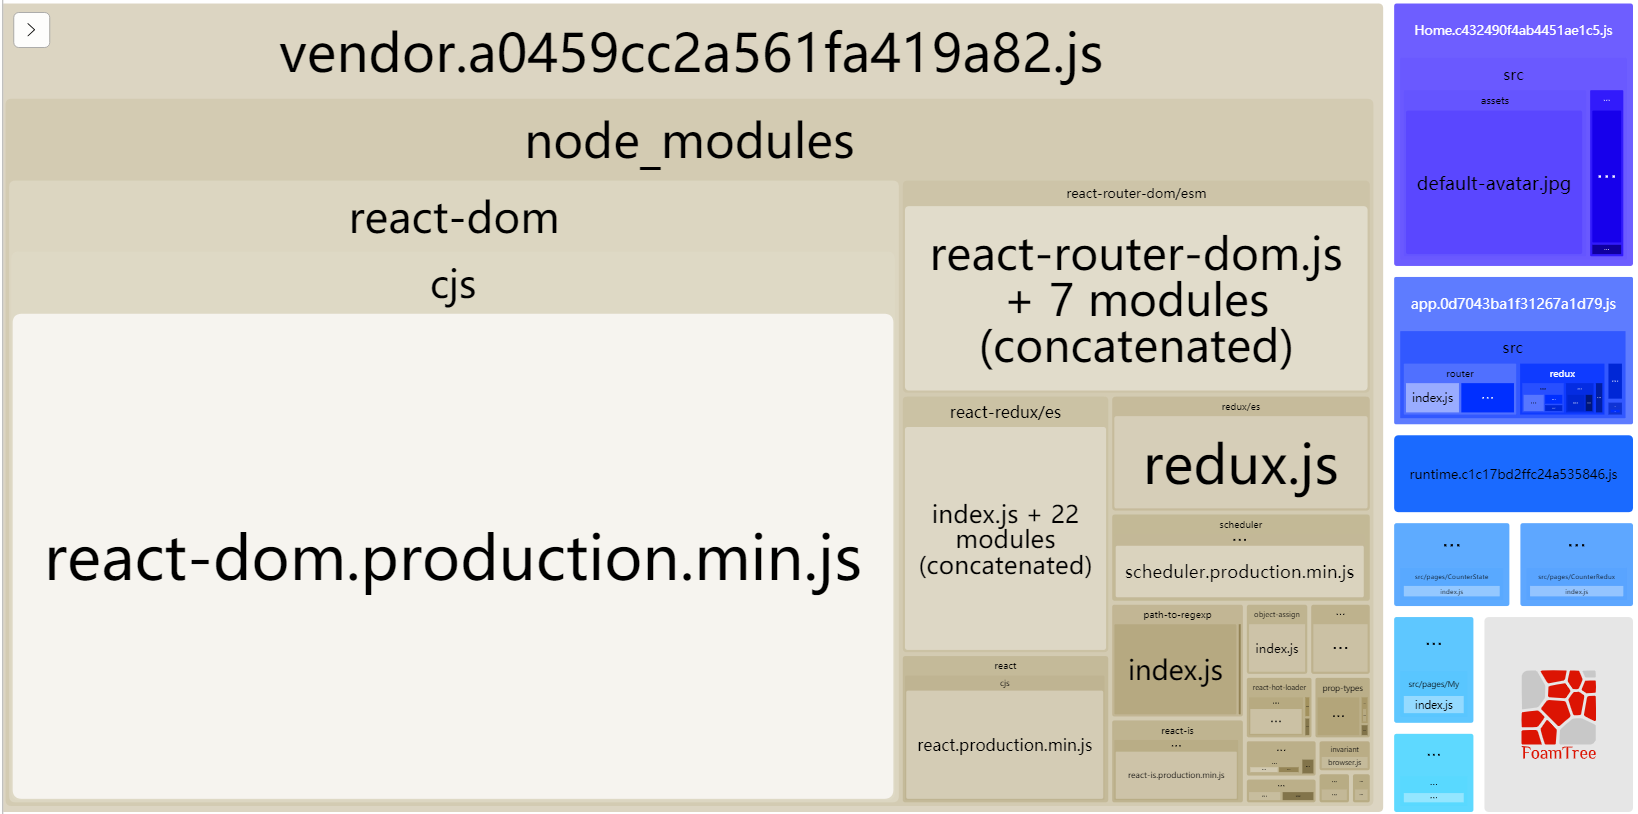 vendor.a0459cc2a561fa419a82.js
node_modules
react-dom
cjs
react-dom.production.min.js
react-router-dom/esm
react-router-dom.js
+ 7 modules
(concatenated)
react-redux/es
index.js + 22
modules
(concatenated)
redux/es
redux.js
scheduler
...
scheduler.production.min.js
react
cjs
react.production.min.js
path-to-regexp
index.js
object-assign
index.js
...
...
react-is
...
react-is.production.min.js
react-hot-loader
...
...
prop-types
...
...
...
invariant
browser.js
...
Home.c432490f4ab4451ae1c5.js
src
assets
default-avatar.jpg
...
...
...
app.0d7043ba1f31267a1d79.js
src
router
index.js
...
redux
...
runtime.c1c17bd2ffc24a535846.js
...
src/pages/CounterState
index.js
...
src/pages/CounterRedux
index.js
...
src/pages/My
index.js
...
...
...
FoamTree